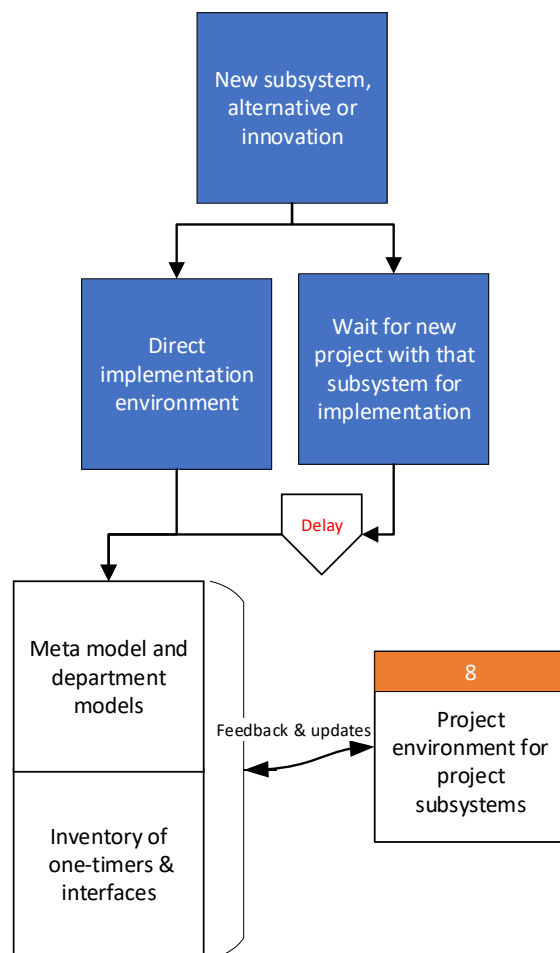 New subsystem,
alternative or
innovation
Direct
implementation
environment
Wait for new
project with that
subsystem for
implementation
Delay
Meta model and
department
models
Inventory of
one-timers &
interfaces
Feedback & updates
8
Project
environment for
project
subsystems